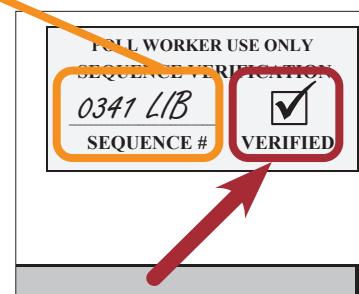 POLL WORKER USE ONLY
SEQUENCE VERIFICATION
0341 LIB
SEQUENCE # VERIFIED